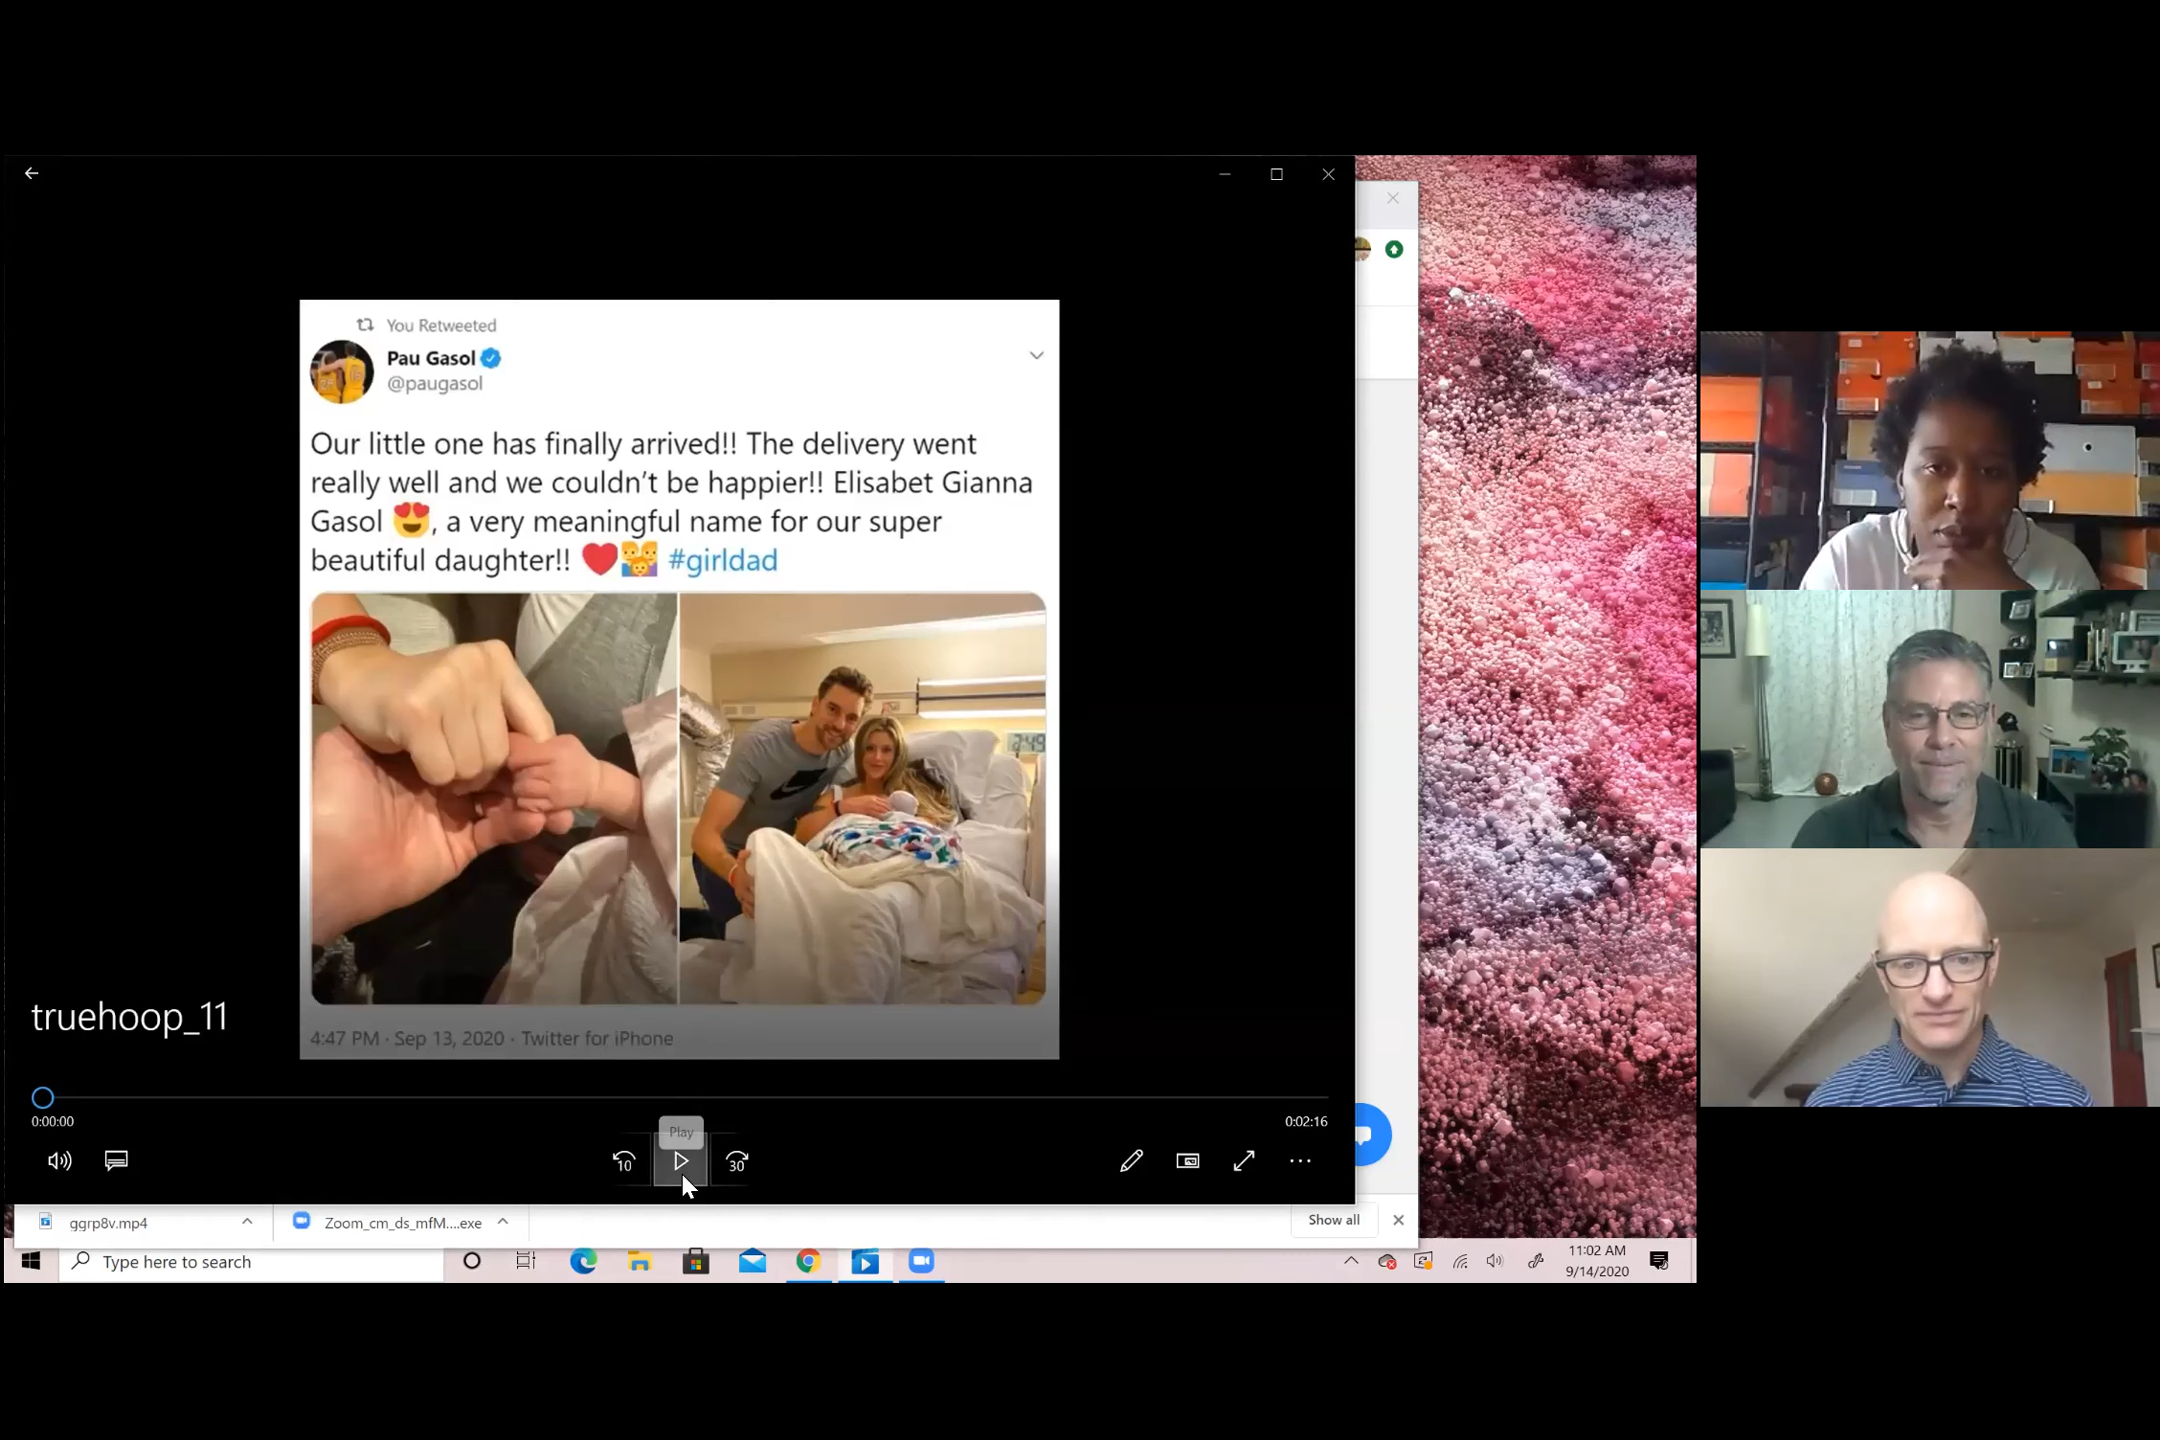 You Retweeted
Pau Gasol
@paugasol
Our little one has finally arrived!! The delivery went
really well and we couldn't be happier!! Elisabet Gianna
Gasol 😍, a very meaningful name for our super
beautiful daughter!! ❤️👪 #girldad
4:47 PM · Sep 13, 2020 · Twitter for iPhone
truehoop_11
0:00:00
0:02:16
Play
10
30
ggrp8v.mp4
Zoom_cm_ds_mfM....exe
Show all
Type here to search
11:02 AM
9/14/2020